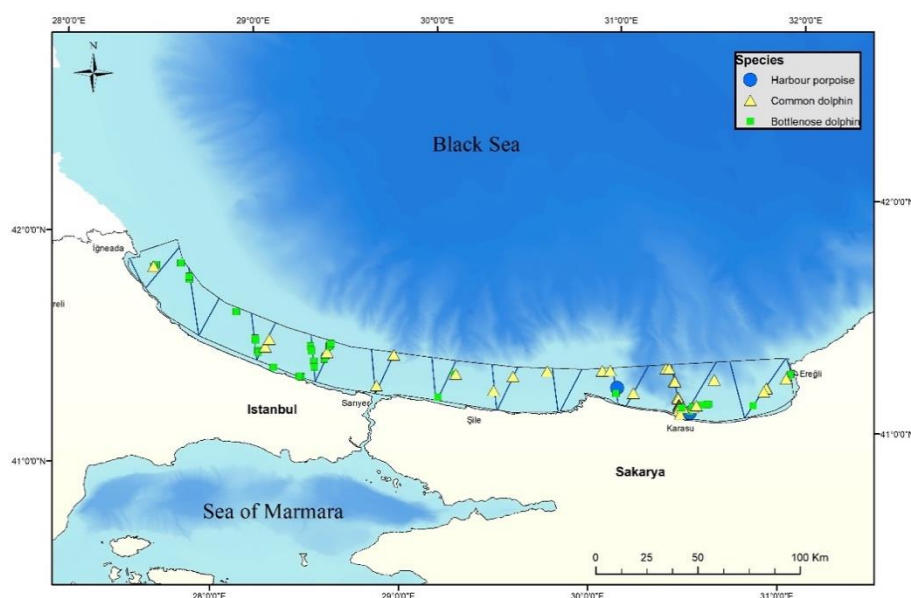 28°0'0"E 29°0'0"E 30°0'0"E 31°0'0"E 32°0'0"E
N
Species
Harbour porpoise
Common dolphin
Bottlenose dolphin
Black Sea
42°0'0"N 42°0'0"N
İğneada
reli
Ereğli
Istanbul Sarıyer
Şile
Karasu
41°0'0"N 41°0'0"N
Sakarya
Sea of Marmara
0 25 50 100 Km
28°0'0"E 29°0'0"E 30°0'0"E 31°0'0"E